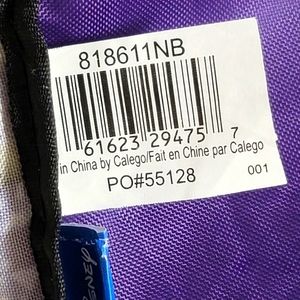 818611NB
61623 29475 7
in China by Calego/Fait en Chine par Calego
PO#55128
001